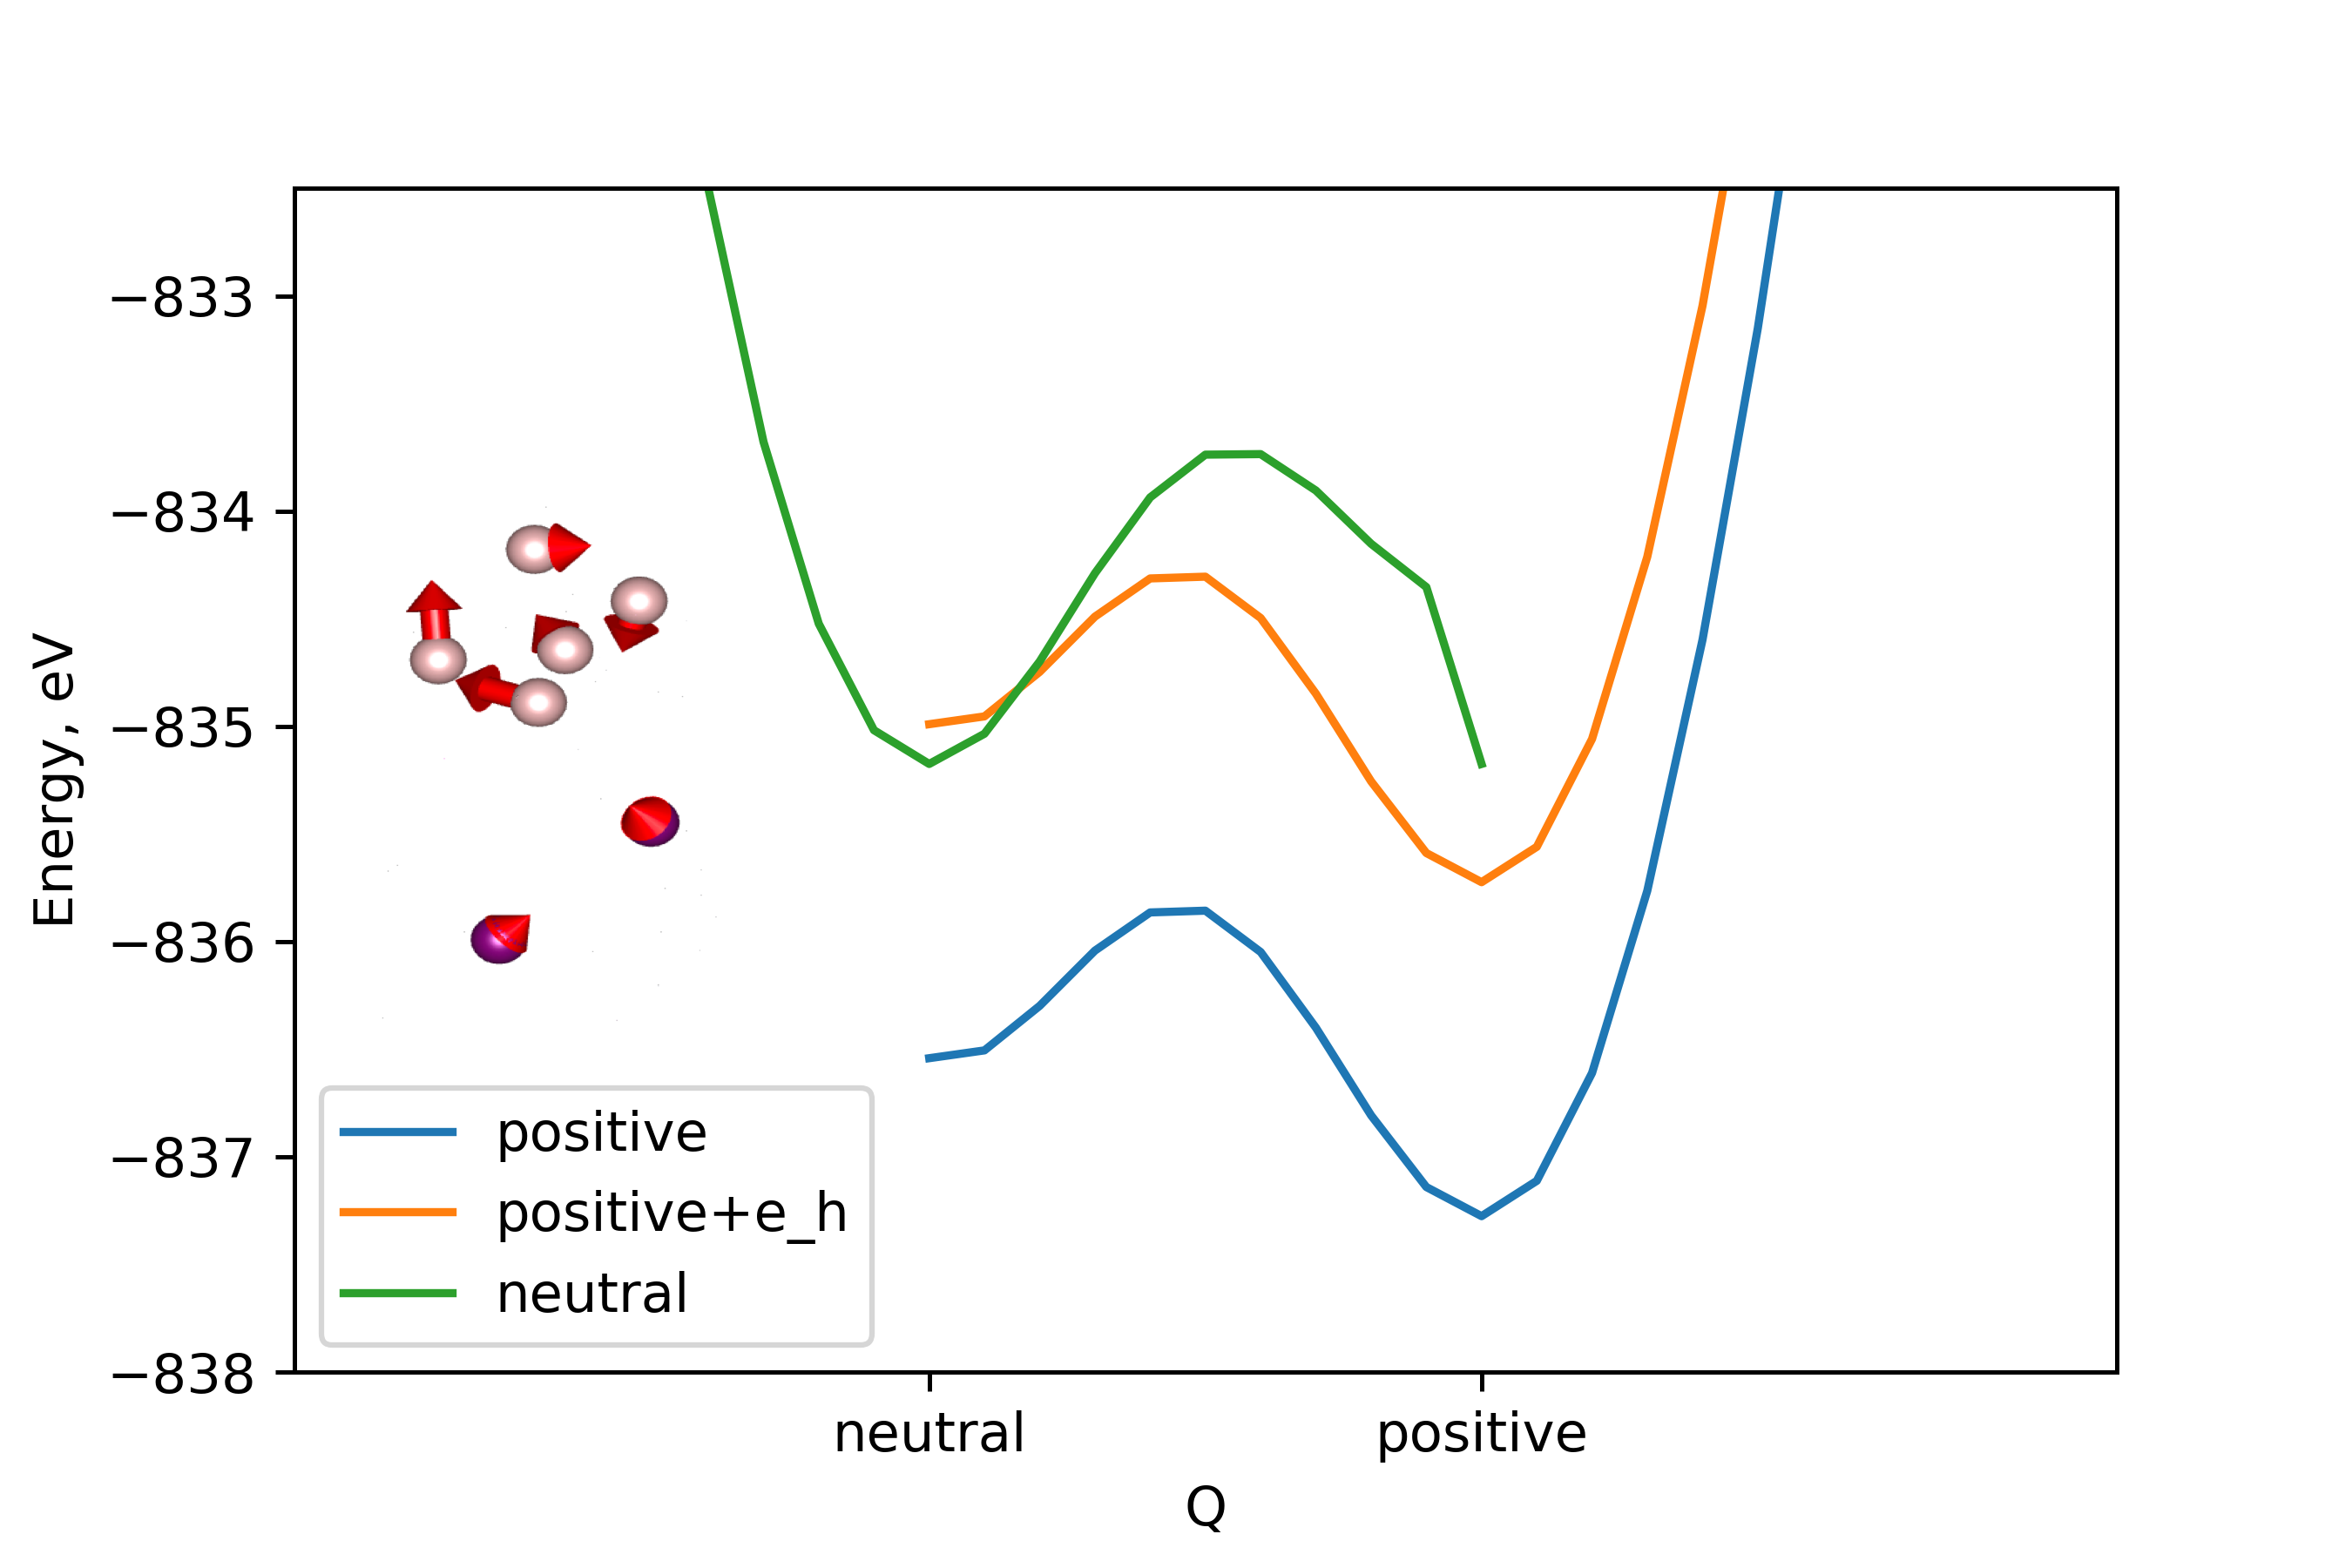 Energy, eV
−833
−834
−835
−836
−837
−838
positive
positive+e_h
neutral
neutral
positive
Q